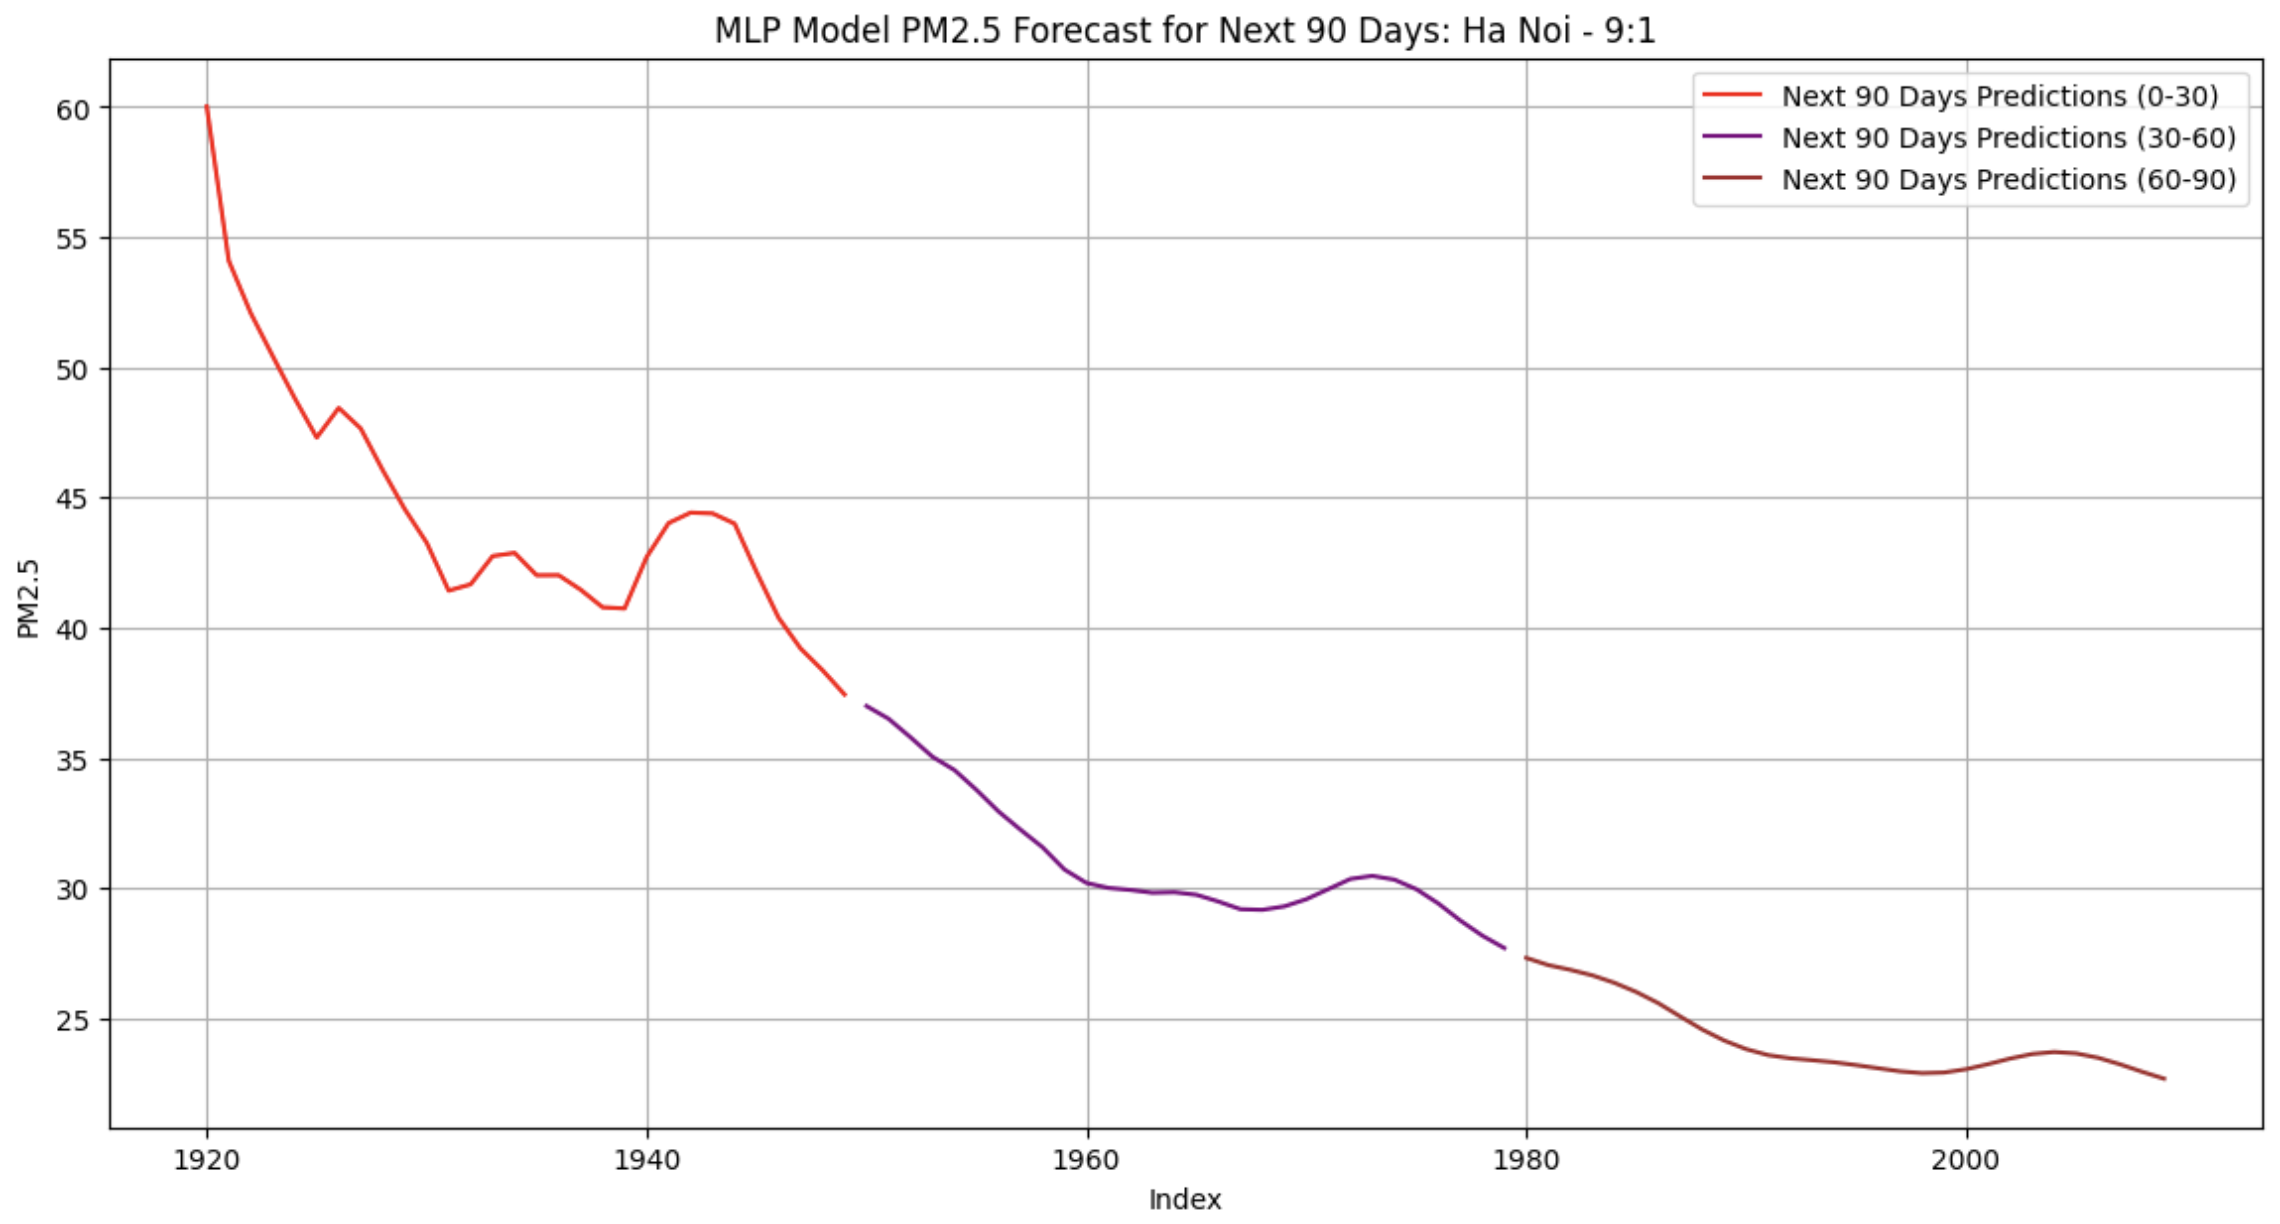 MLP Model PM2.5 Forecast for Next 90 Days: Ha Noi - 9:1
Next 90 Days Predictions (0-30)
Next 90 Days Predictions (30-60)
Next 90 Days Predictions (60-90)
60
55
50
45
40
35
30
25
PM2.5
1920 1940 1960 1980 2000
Index